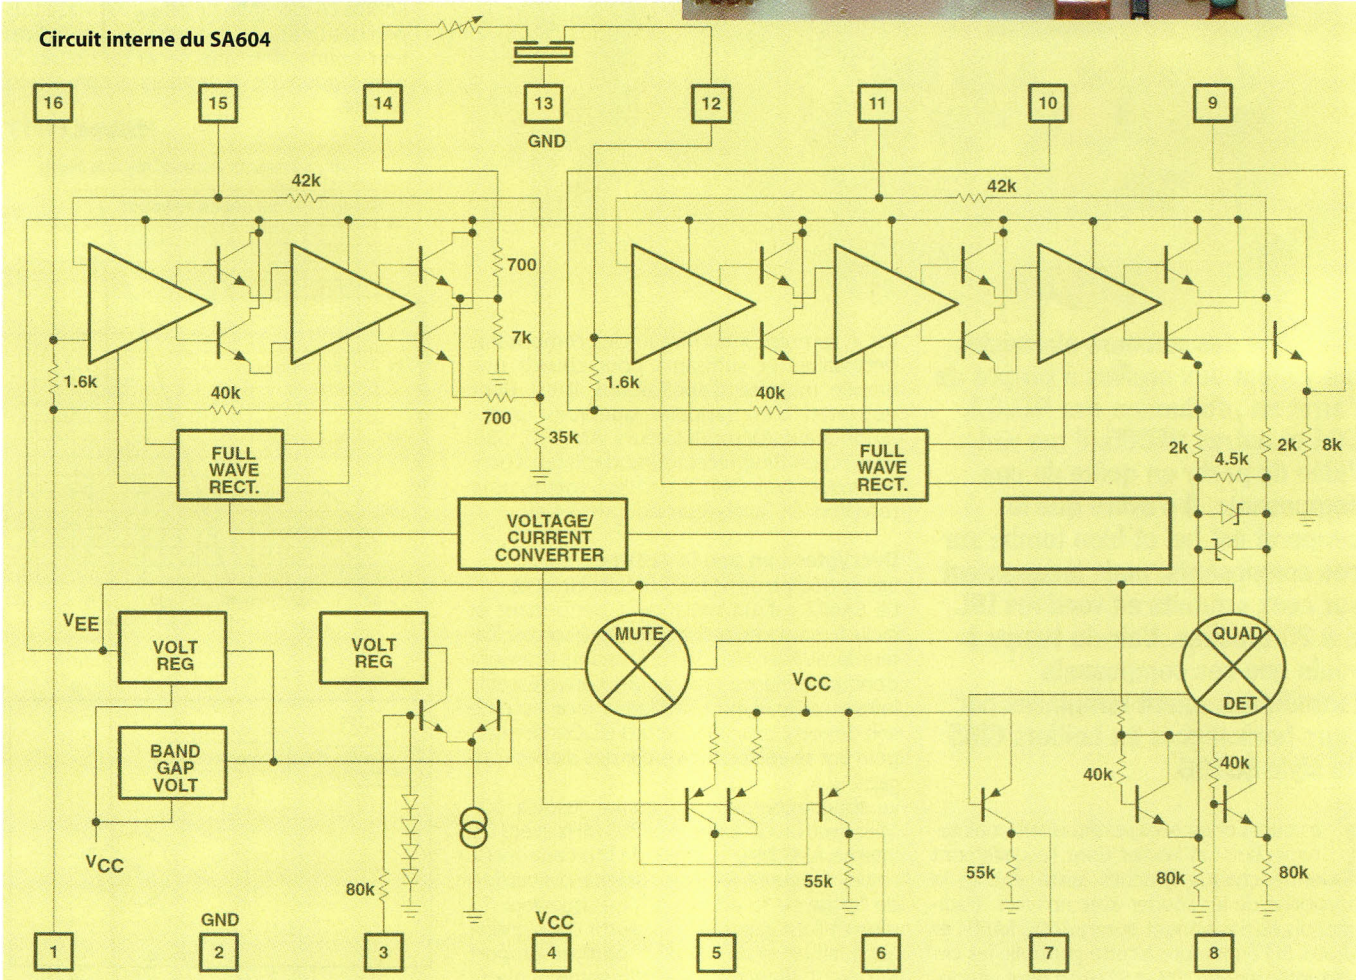 Circuit interne du SA604
16
15
14
13
12
11
10
9
GND
42k
42k
700
7k
1.6k
40k
700
35k
1.6k
40k
2k
2k
8k
4.5k
FULL
WAVE
RECT.
FULL
WAVE
RECT.
VOLTAGE/
CURRENT
CONVERTER
VEE
VOLT
REG
VOLT
REG
MUTE
QUAD
DET
VCC
BAND
GAP
VOLT
VCC
40k
40k
80k
55k
55k
80k
80k
GND
VCC
1
2
3
4
5
6
7
8